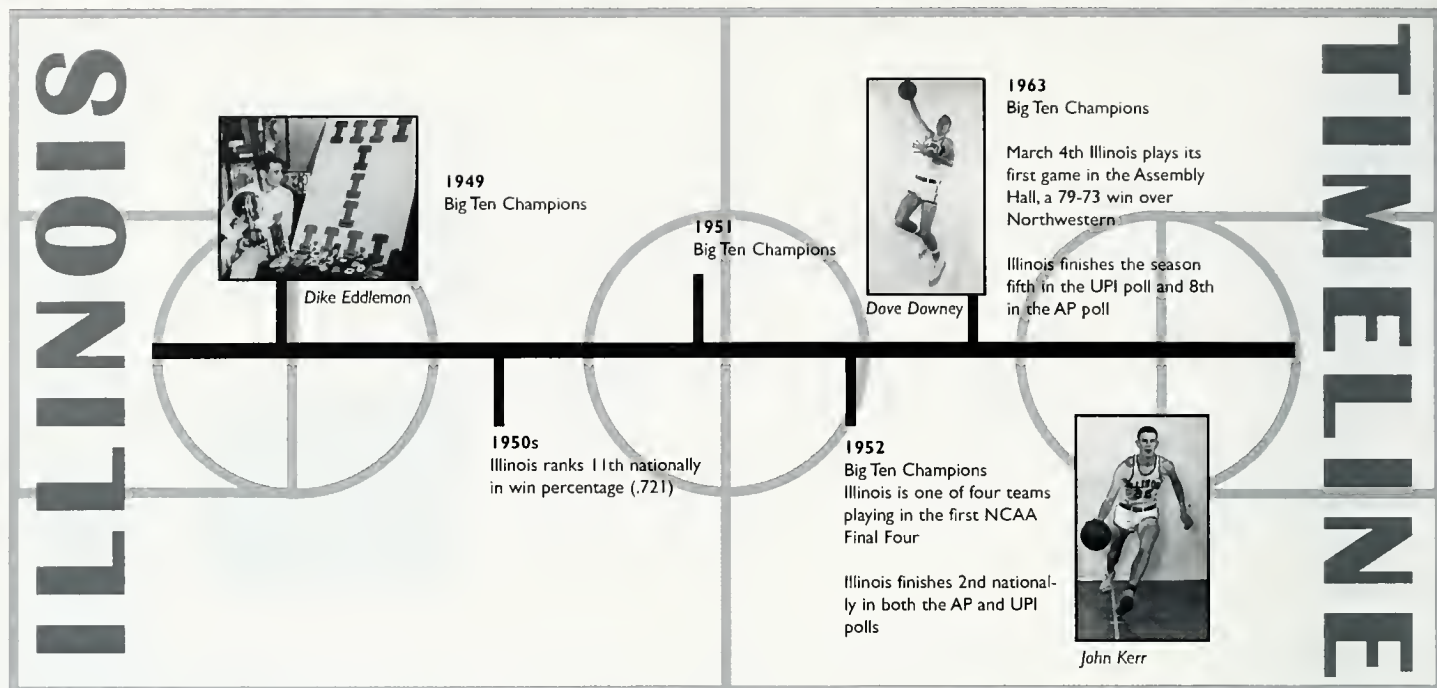 ILLINOIS
Dike Eddleman
1949
Big Ten Champions
1950s
Illinois ranks 11th nationally
in win percentage (.721)
1951
Big Ten Champions
1952
Big Ten Champions
Illinois is one of four teams
playing in the first NCAA
Final Four
Illinois finishes 2nd national-
ly in both the AP and UPI
polls
Dave Downey
1963
Big Ten Champions
March 4th Illinois plays its
first game in the Assembly
Hall, a 79-73 win over
Northwestern
Illinois finishes the season
fifth in the UPI poll and 8th
in the AP poll
John Kerr
TIMELINE